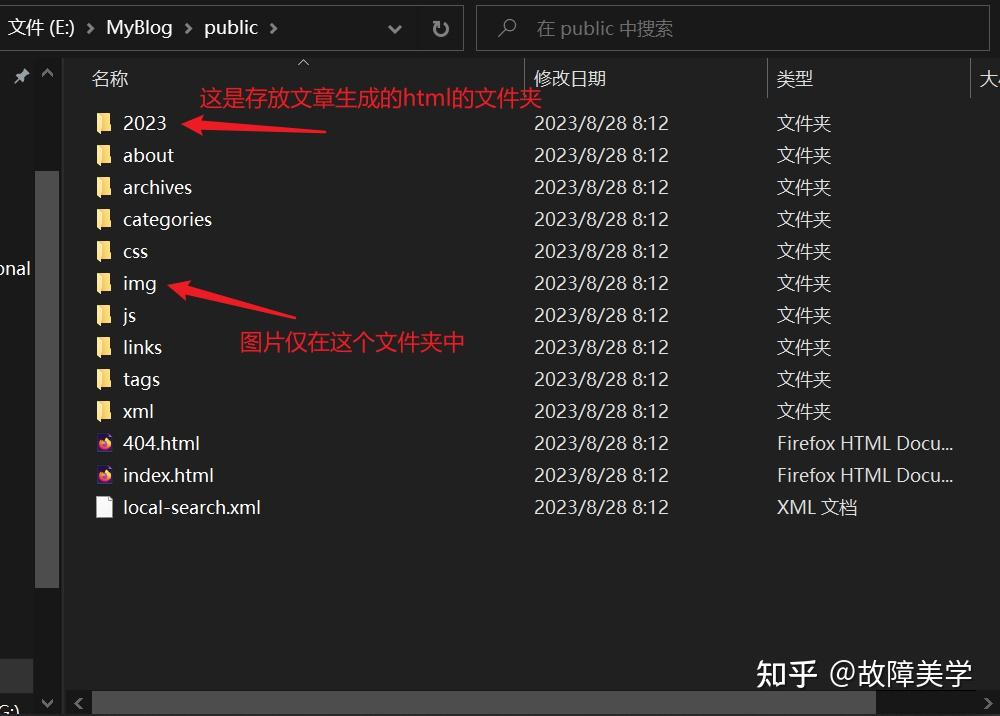 文件 (E:) > MyBlog > public >
在 public 中搜索
名称 修改日期 类型
这是存放文章生成的html的文件夹
2023 2023/8/28 8:12 文件夹
about 2023/8/28 8:12 文件夹
archives 2023/8/28 8:12 文件夹
categories 2023/8/28 8:12 文件夹
css 2023/8/28 8:12 文件夹
onal
img 2023/8/28 8:12 文件夹
js 2023/8/28 8:12 文件夹
图片仅在这个文件夹中
links 2023/8/28 8:12 文件夹
tags 2023/8/28 8:12 文件夹
xml 2023/8/28 8:12 文件夹
404.html 2023/8/28 8:12 Firefox HTML Docu...
index.html 2023/8/28 8:12 Firefox HTML Docu...
local-search.xml 2023/8/28 8:12 XML 文档
知乎 @故障美学